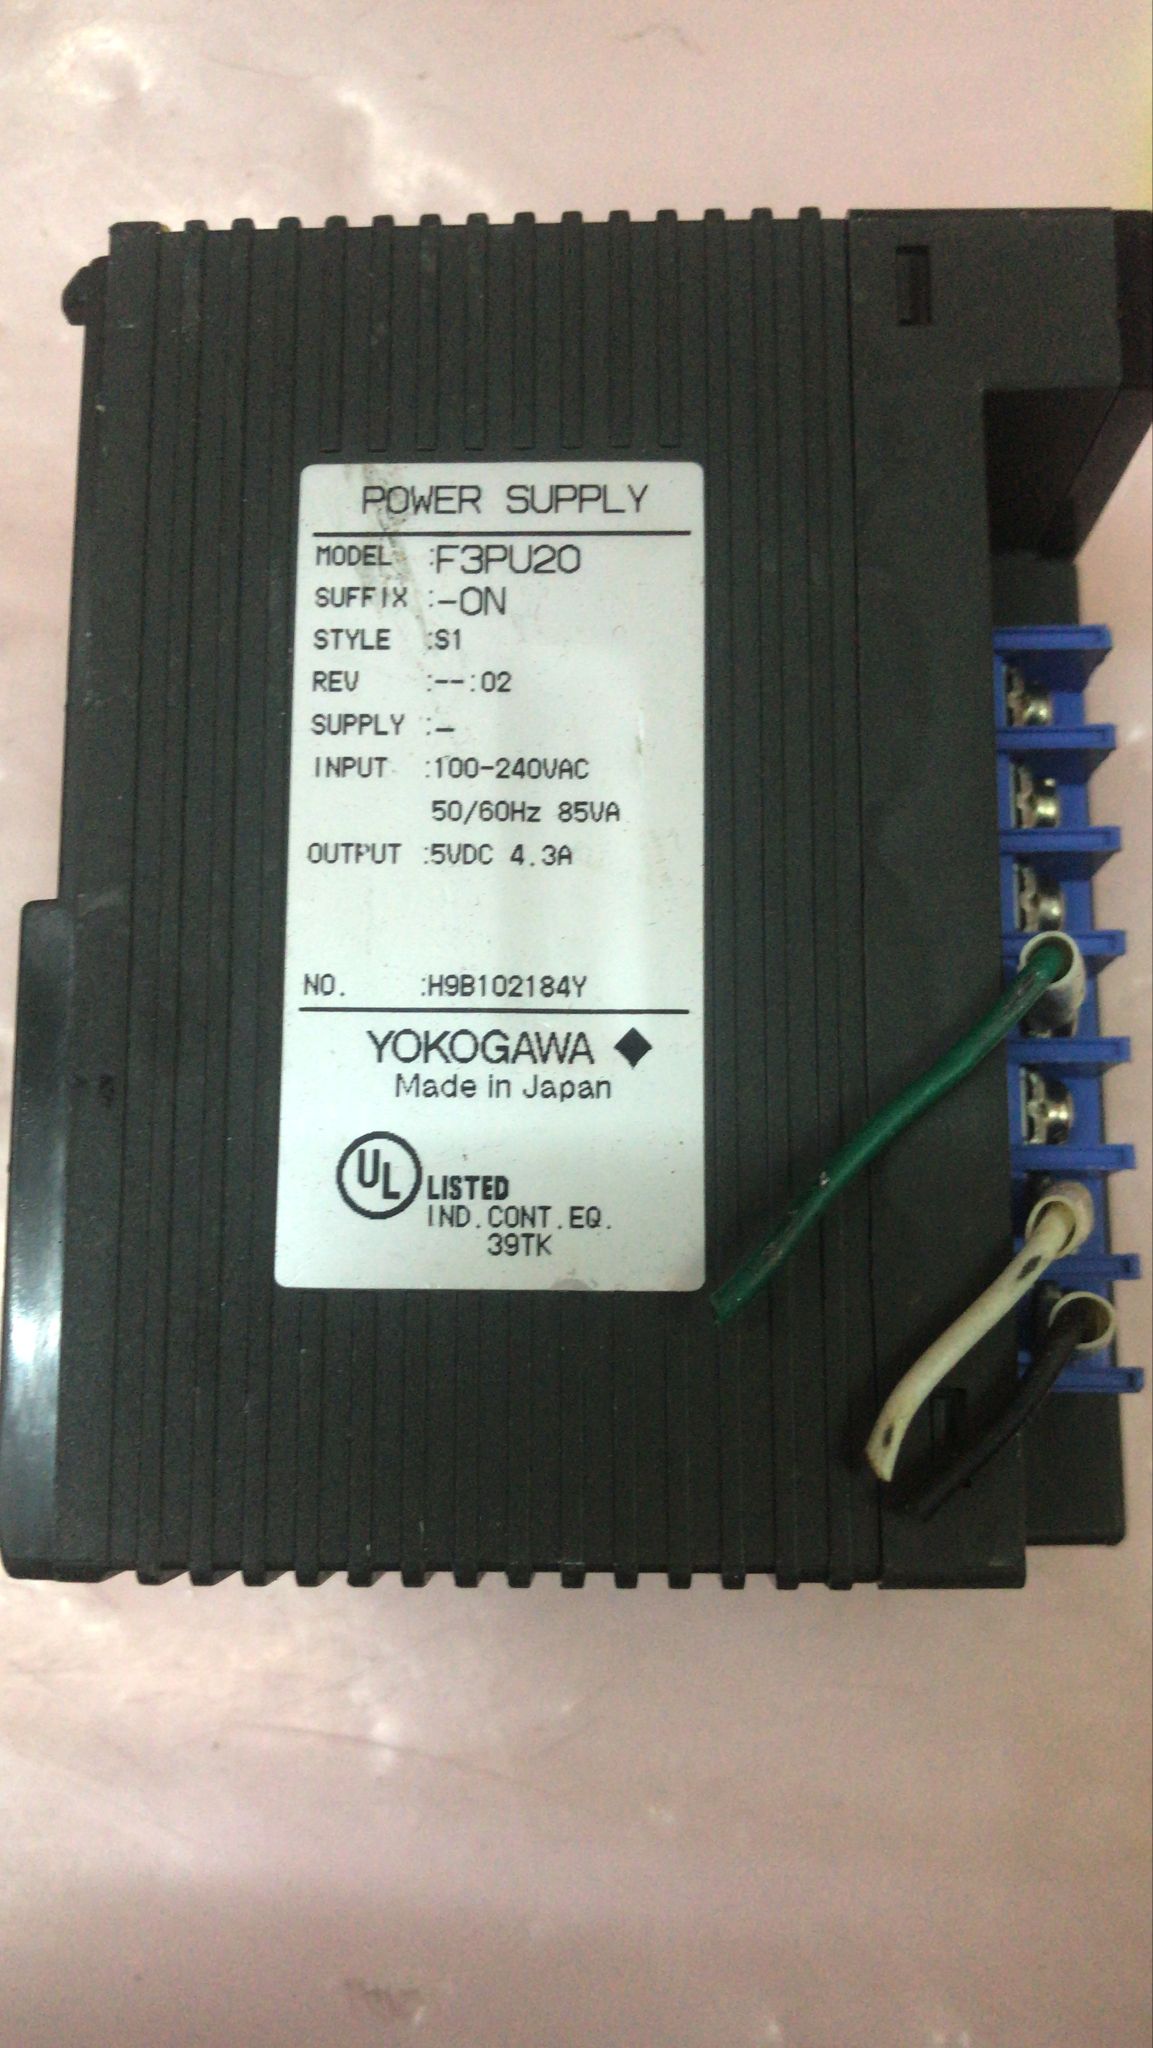 POWER SUPPLY
MODEL :F3PU20
SUFFIX :-0N
STYLE :S1
REV :--:02
SUPPLY :-
INPUT :100-240VAC
50/60Hz 85VA
OUTPUT :5VDC 4.3A
NO. :H9B102184Y
YOKOGAWA
Made in Japan
UL LISTED
IND.CONT.EQ.
39TK